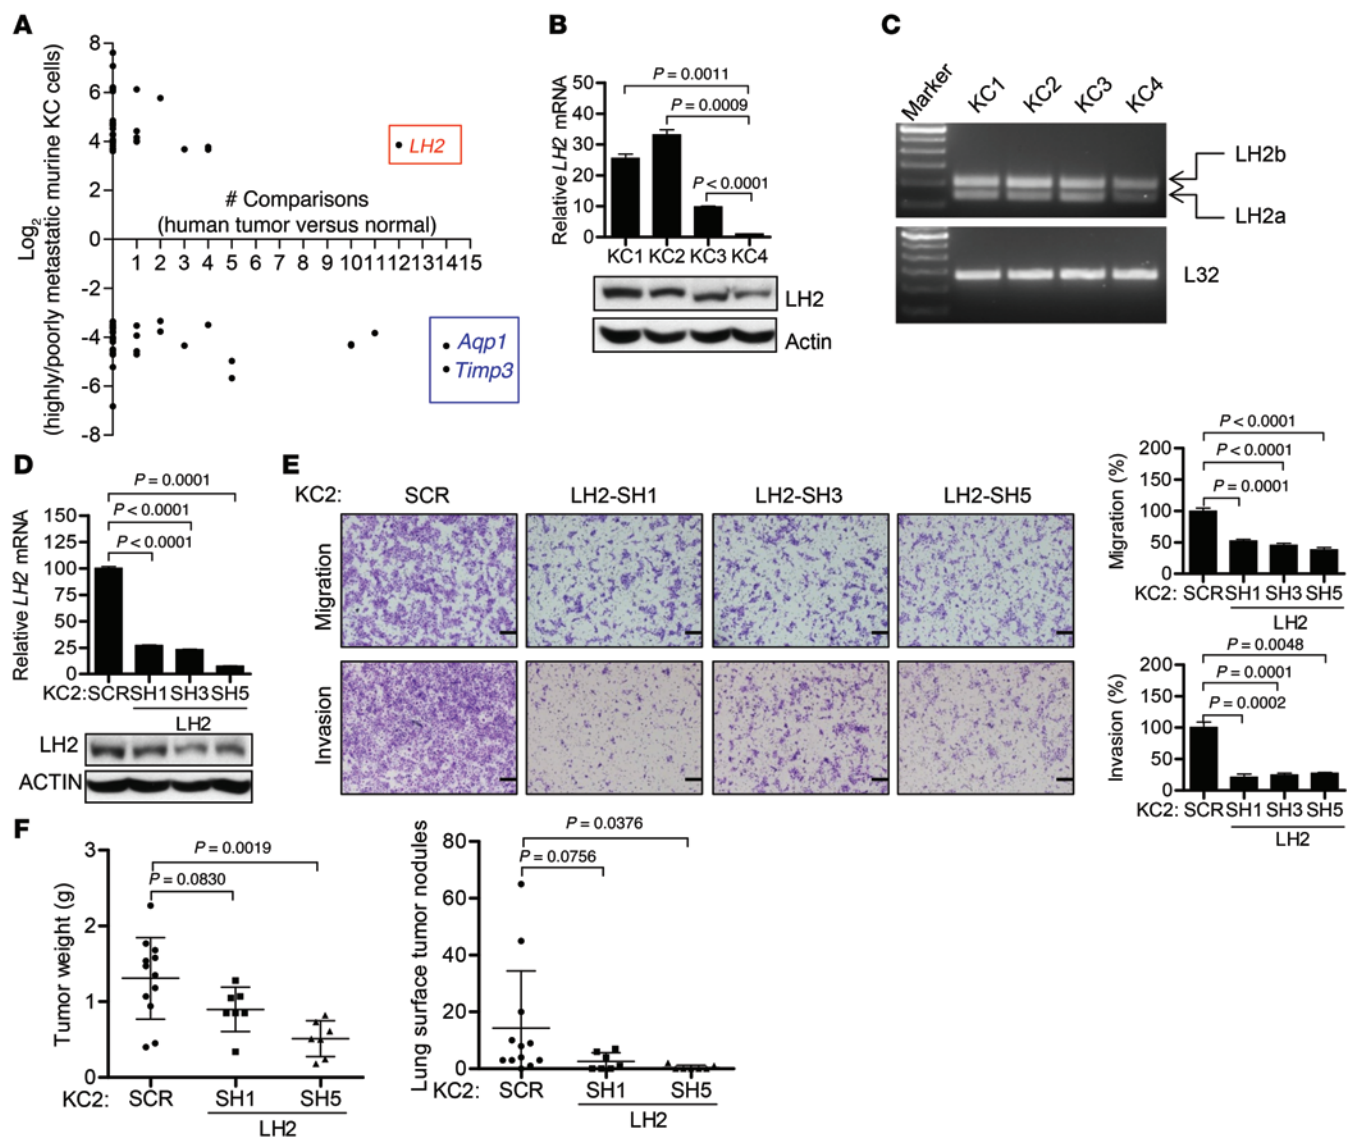 A
Log2
(highly/poorly metastatic murine KC cells)
8
6
4
2
0
-2
-4
-6
-8
LH2
# Comparisons
(human tumor versus normal)
1 2 3 4 5 6 7 8 9 10 11 12 13 14 15
Aqp1
Timp3
B
Relative LH2 mRNA
50
40
30
20
10
0
P = 0.0011
P = 0.0009
P < 0.0001
KC1 KC2 KC3 KC4
LH2
Actin
C
Marker
KC1
KC2
KC3
KC4
LH2b
LH2a
L32
D
Relative LH2 mRNA
150
125
100
75
50
25
0
P = 0.0001
P < 0.0001
P < 0.0001
KC2: SCR SH1 SH3 SH5
LH2
LH2
ACTIN
E
KC2: SCR LH2-SH1 LH2-SH3 LH2-SH5
Migration
Invasion
Migration (%)
200
150
100
50
0
P < 0.0001
P < 0.0001
P = 0.0001
KC2: SCR SH1 SH3 SH5
LH2
Invasion (%)
200
150
100
50
0
P = 0.0048
P = 0.0001
P = 0.0002
KC2: SCR SH1 SH3 SH5
LH2
F
Tumor weight (g)
3
2
1
0
P = 0.0019
P = 0.0830
KC2: SCR SH1 SH5
LH2
Lung surface tumor nodules
80
60
40
20
0
P = 0.0376
P = 0.0756
KC2: SCR SH1 SH5
LH2